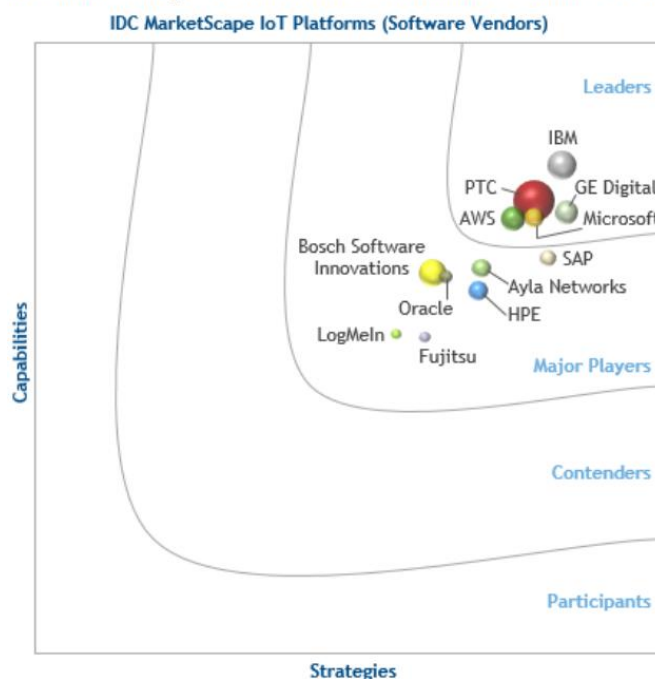 IDC MarketScape IoT Platforms (Software Vendors)
Leaders
IBM
PTC
GE Digital
AWS
Microsoft
Bosch Software
Innovations
SAP
Ayla Networks
Oracle
HPE
LogMeIn
Fujitsu
Major Players
Capabilities
Contenders
Participants
Strategies